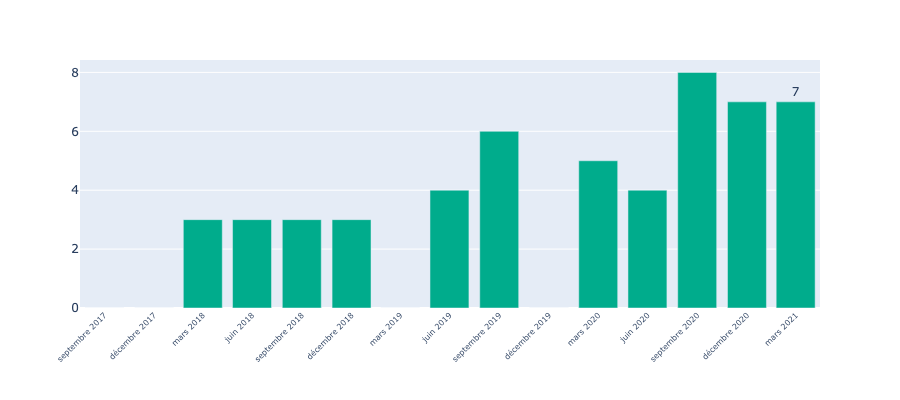 8
7
6
4
2
0
septembre 2017
décembre 2017
mars 2018
juin 2018
septembre 2018
décembre 2018
mars 2019
juin 2019
septembre 2019
décembre 2019
mars 2020
juin 2020
septembre 2020
décembre 2020
mars 2021